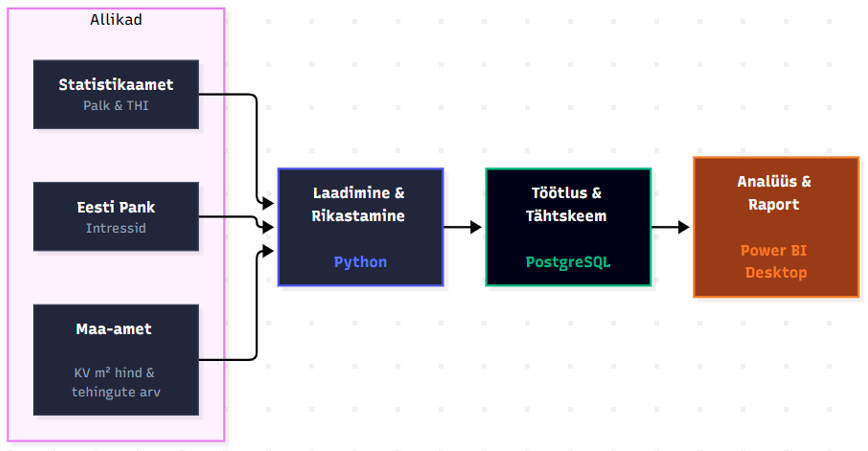 Allikad
Statistikaamet
Palk & THI
Eesti Pank
Intressid
Maa-amet
KV m² hind &
tehingute arv
Laadimine &
Rikastamine
Python
Töötlus &
Tähtskeem
PostgreSQL
Analüüs &
Raport
Power BI
Desktop